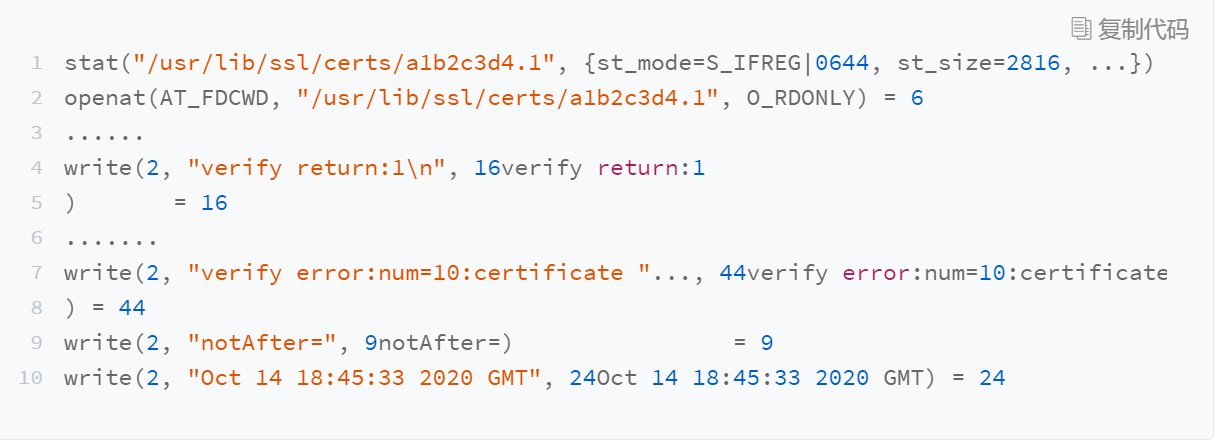 复制代码
1 stat("/usr/lib/ssl/certs/a1b2c3d4.1", {st_mode=S_IFREG|0644, st_size=2816, ...})
2 openat(AT_FDCWD, "/usr/lib/ssl/certs/a1b2c3d4.1", O_RDONLY) = 6
3 ......
4 write(2, "verify return:1\n", 16verify return:1
5 )       = 16
6 .......
7 write(2, "verify error:num=10:certificate "..., 44verify error:num=10:certificate
8 ) = 44
9 write(2, "notAfter=", 9notAfter=)                = 9
10 write(2, "Oct 14 18:45:33 2020 GMT", 24Oct 14 18:45:33 2020 GMT) = 24